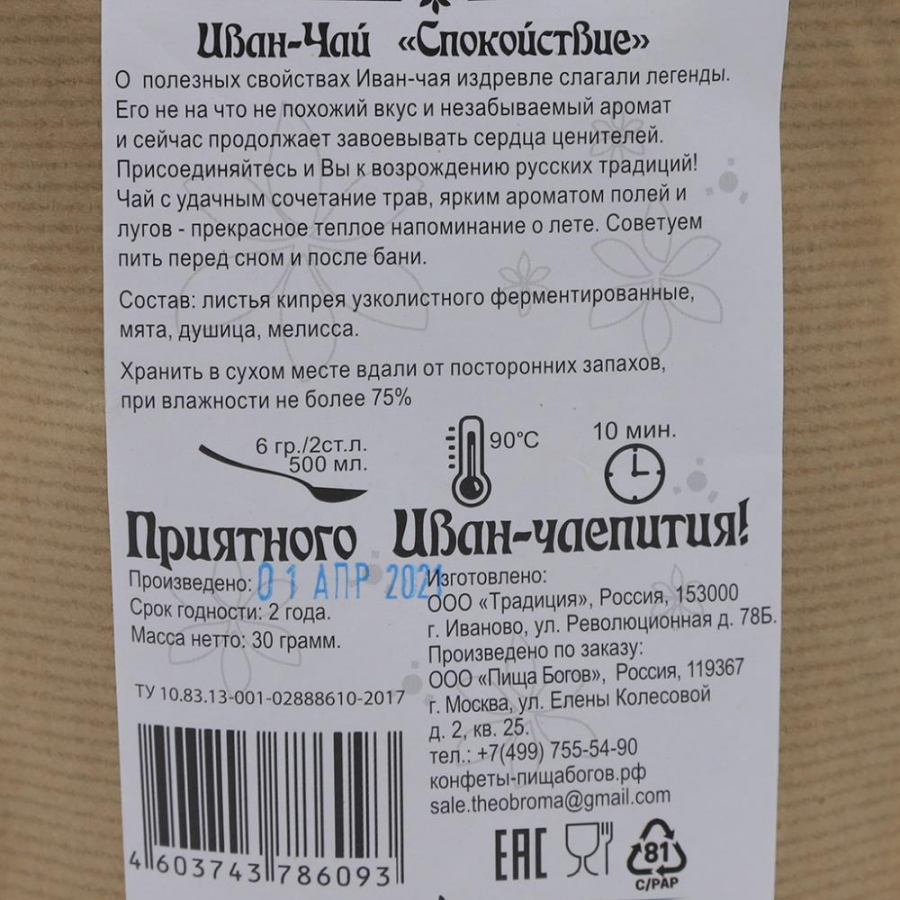 Иван-Чай «Спокойствие»
О полезных свойствах Иван-чая издревле слагали легенды.
Его не на что не похожий вкус и незабываемый аромат
и сейчас продолжает завоевывать сердца ценителей.
Присоединяйтесь и Вы к возрождению русских традиций!
Чай с удачным сочетание трав, ярким ароматом полей и
лугов - прекрасное теплое напоминание о лете. Советуем
пить перед сном и после бани.
Состав: листья кипрея узколистного ферментированные,
мята, душица, мелисса.
Хранить в сухом месте вдали от посторонних запахов,
при влажности не более 75%
6 гр./2ст.л.
500 мл.
90°C
10 мин.
Приятного Иван-чаепития!
Произведено: 01 АПР 2021
Срок годности: 2 года.
Масса нетто: 30 грамм.
ТУ 10.83.13-001-02888610-2017
4 603743 786093
Изготовлено:
ООО «Традиция», Россия, 153000
г. Иваново, ул. Революционная д. 78Б.
Произведено по заказу:
ООО «Пища Богов», Россия, 119367
г. Москва, ул. Елены Колесовой
д. 2, кв. 25.
тел.: +7(499) 755-54-90
конфеты-пищабогов.рф
sale.theobroma@gmail.com
EAC
81
C/PAP